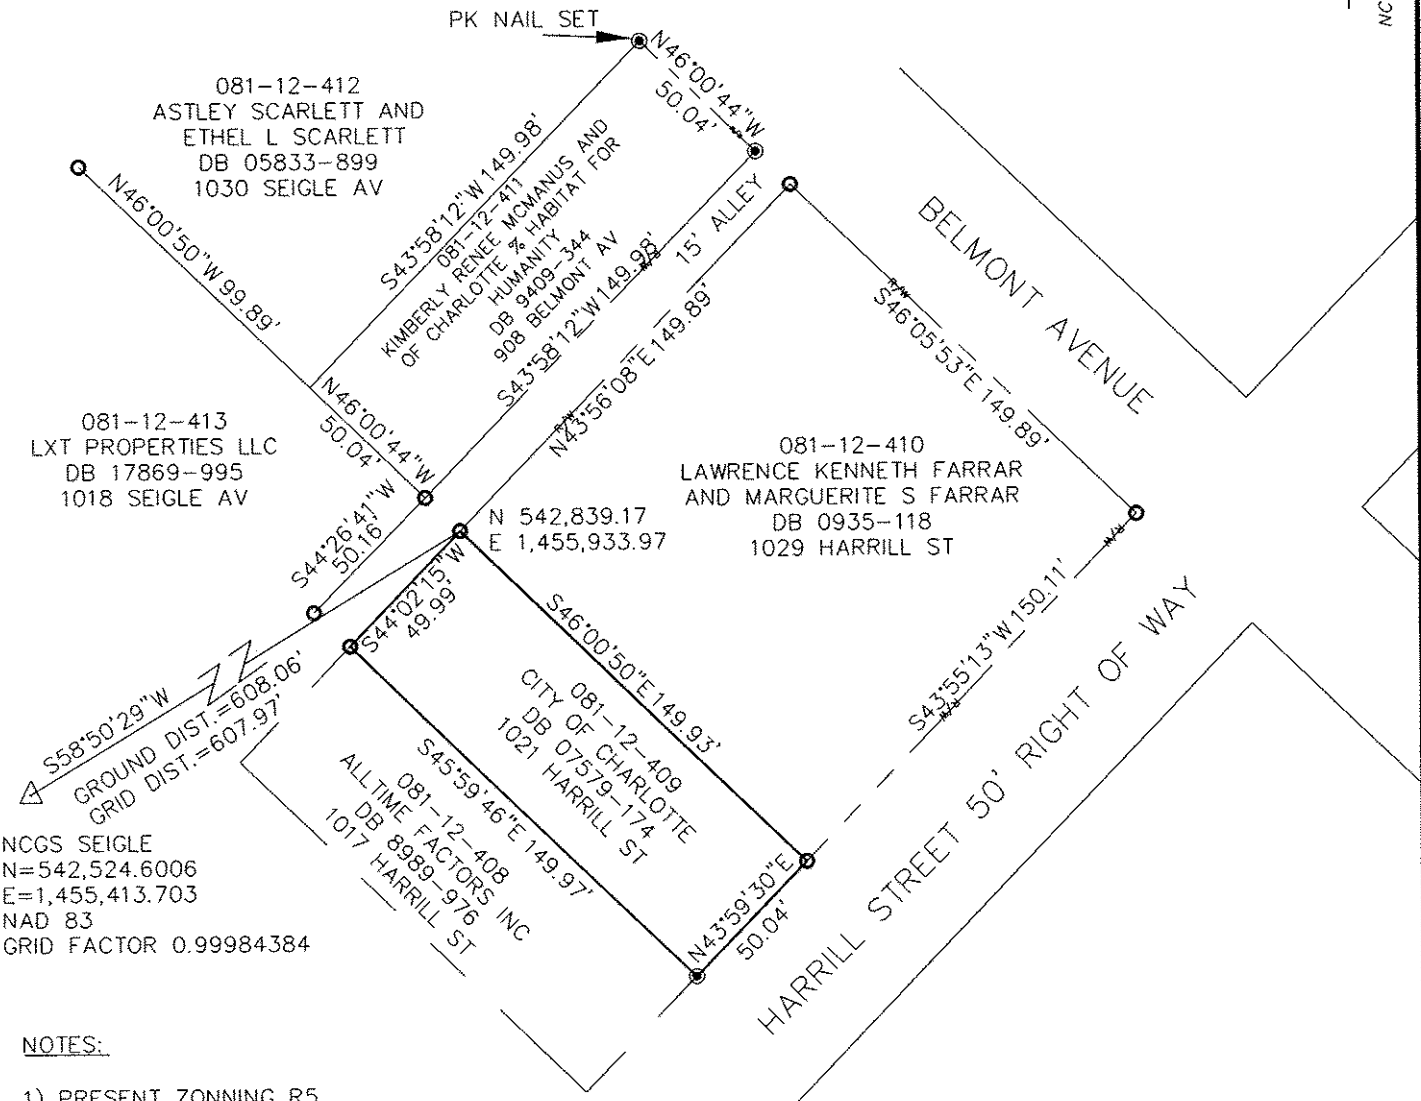 PK NAIL SET
NC
N46°00'44"W
50.04'
081-12-412
ASTLEY SCARLETT AND
ETHEL L SCARLETT
DB 05833-899
1030 SEIGLE AV
N46°00'50"W 99.89'
S43°58'12"W 149.98'
081-12-411
KIMBERLY RENEE MCMANUS AND
OF CHARLOTTE % HABITAT FOR
HUMANITY
DB 9409-344
908 BELMONT AV
S43°58'12"W 149.98'
R/W
15' ALLEY
R/W
N43°56'08"E 149.89'
BELMONT AVENUE
R/W
S46°05'53"E 149.89'
N46°00'44"W
50.04'
081-12-413
LXT PROPERTIES LLC
DB 17869-995
1018 SEIGLE AV
081-12-410
LAWRENCE KENNETH FARRAR
AND MARGUERITE S FARRAR
DB 0935-118
1029 HARRILL ST
S44°26'41"W
50.16'
N 542,839.17
E 1,455,933.97
S44°02'15"W
49.99'
R/W
S43°55'13"W 150.11'
R/W
S46°00'50"E 149.93'
081-12-409
CITY OF CHARLOTTE
DB 07579-174
1021 HARRILL ST
S58°50'29"W
GROUND DIST.=608.06'
GRID DIST.=607.97'
S45°59'46"E 149.97'
081-12-408
ALLTIME FACTORS INC
DB 8989-976
1017 HARRILL ST
NCGS SEIGLE
N=542,524.6006
E=1,455,413.703
NAD 83
GRID FACTOR 0.99984384
N43°59'30"E
50.04'
HARRILL STREET 50' RIGHT OF WAY
NOTES:
1) PRESENT ZONNING R5